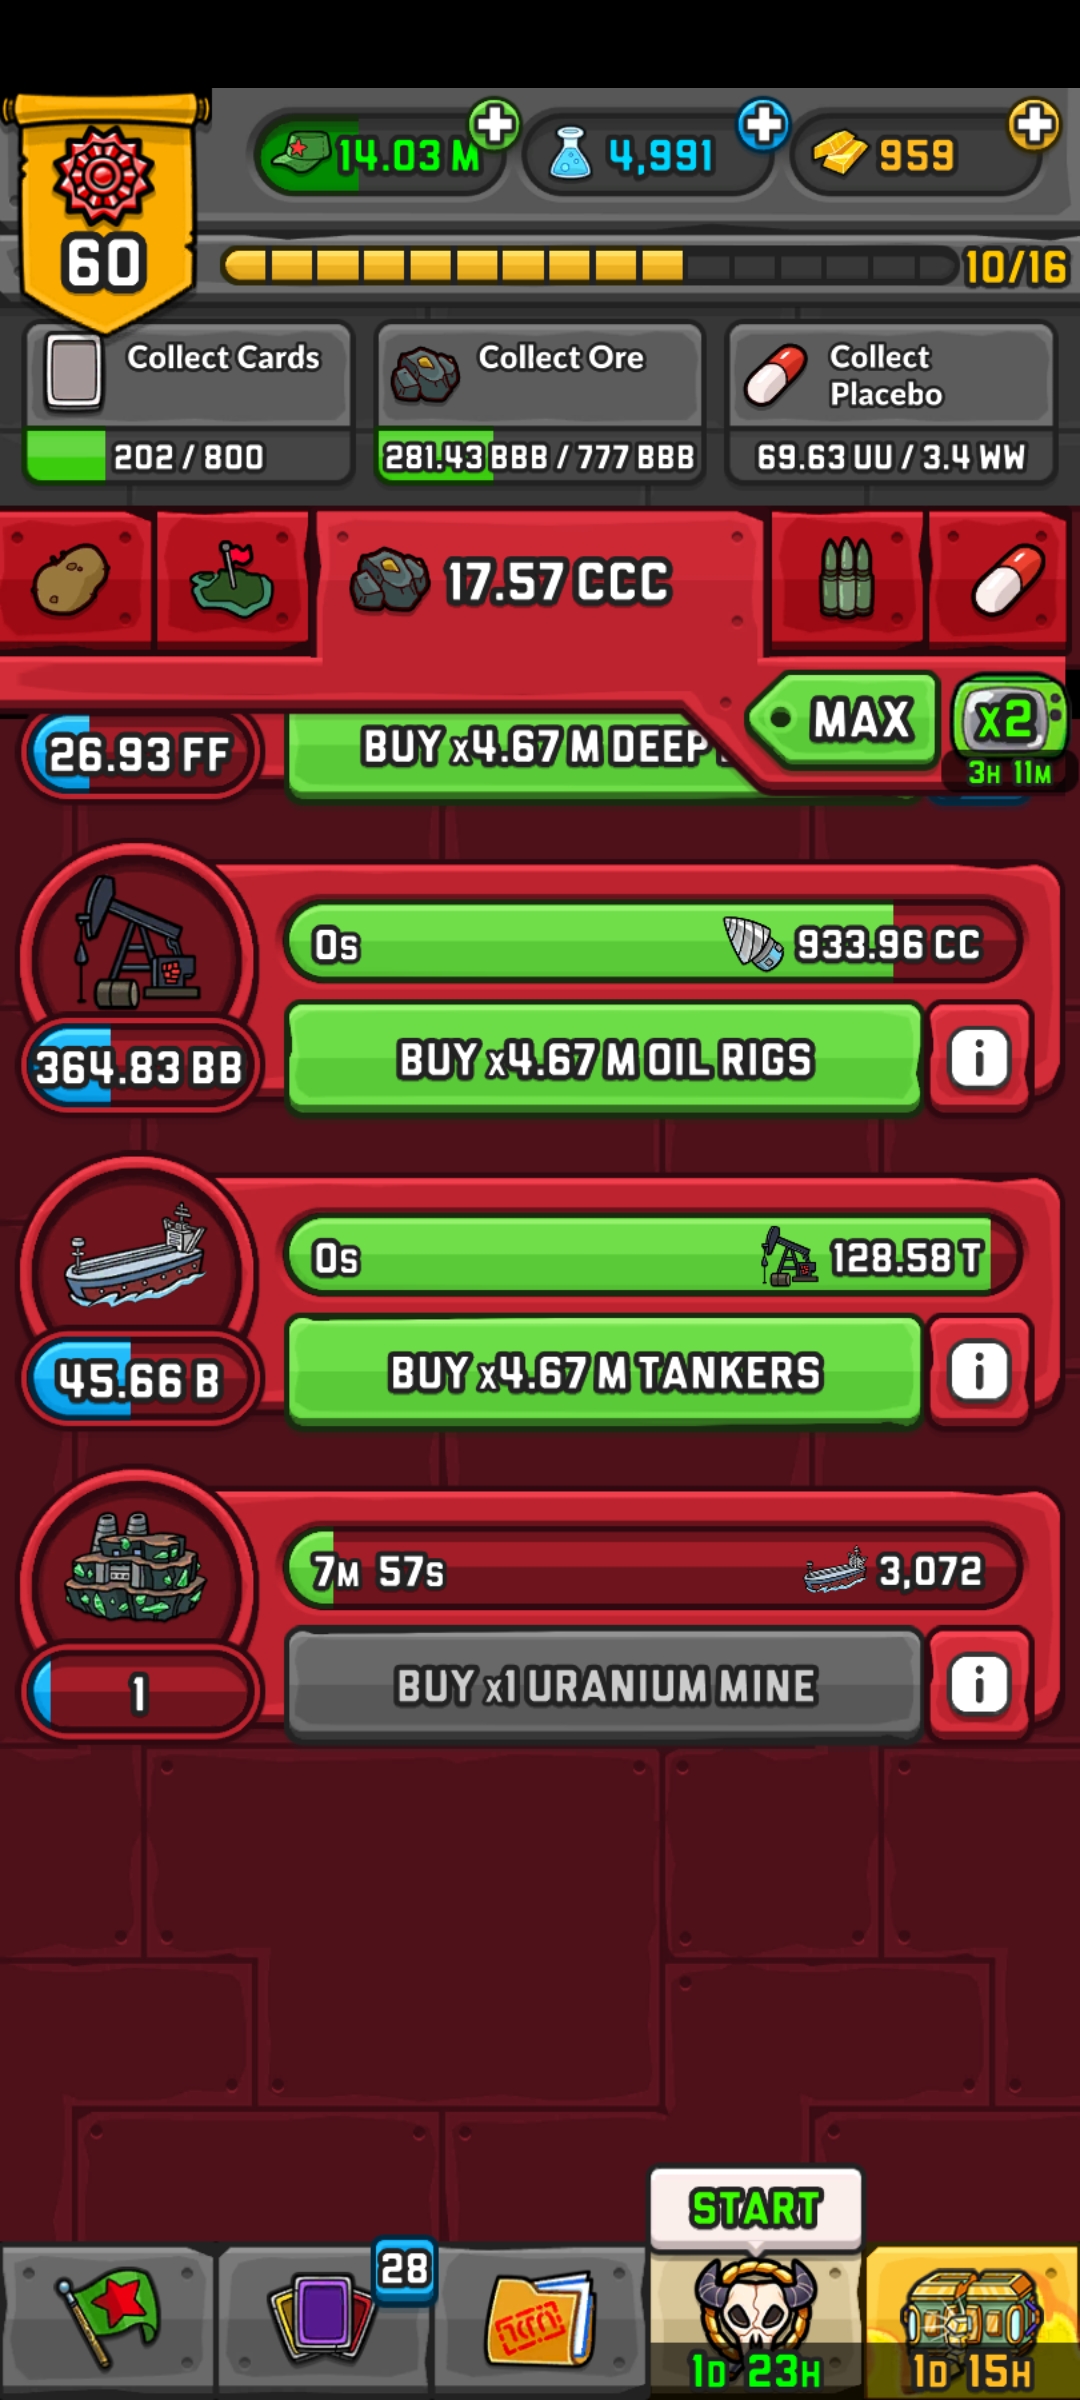 60
14.03 M
4,991
959
10/16
Collect Cards
202 / 800
Collect Ore
281.43 BBB / 777 BBB
Collect
Placebo
69.63 UU / 3.4 WW
17.57 CCC
MAX
x2
3H 11M
26.93 FF
BUY x4.67 M DEEP
0s
933.96 CC
364.83 BB
BUY x4.67 M OIL RIGS
0s
128.58 T
45.66 B
BUY x4.67 M TANKERS
7M 57s
3,072
1
BUY x1 URANIUM MINE
START
28
1D 23H
1D 15H